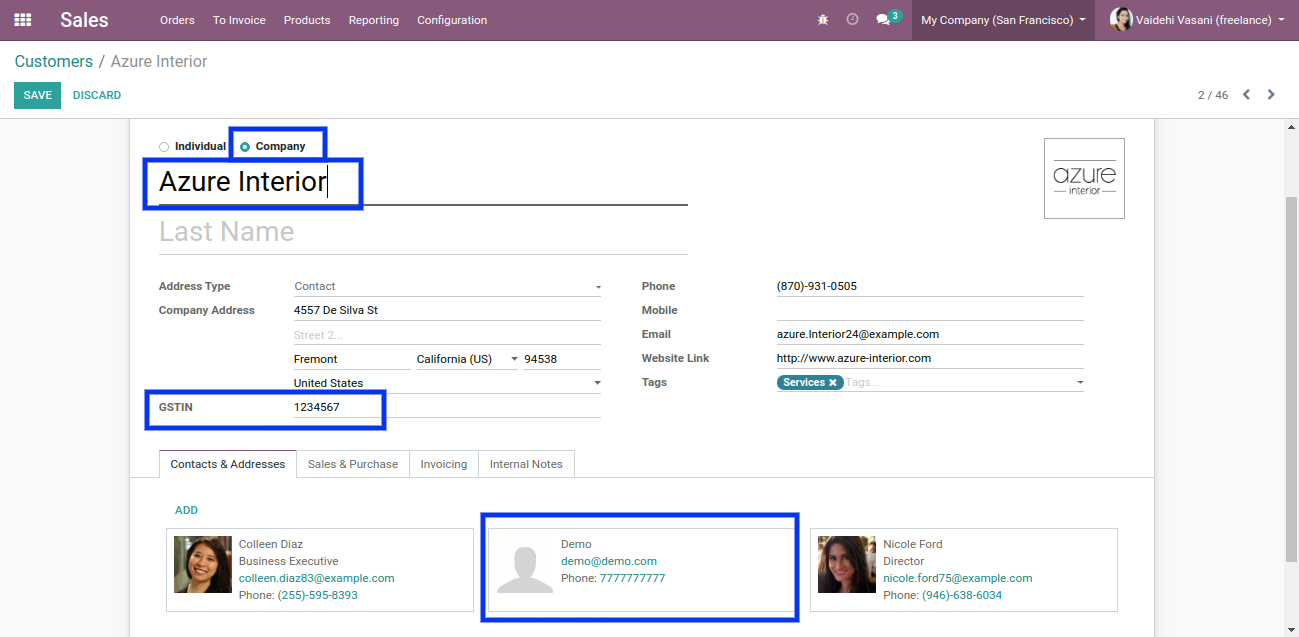 Sales Orders To Invoice Products Reporting Configuration 3 My Company (San Francisco) Vaidehi Vasani (freelance)
Customers / Azure Interior
SAVE DISCARD 2 / 46
Individual Company
Azure Interior
azure
interior
Last Name
Address Type Contact Phone (870)-931-0505
Company Address 4557 De Silva St Mobile
Street 2... Email azure.Interior24@example.com
Fremont California (US) 94538 Website Link http://www.azure-interior.com
United States Tags Services ✖ Tags...
GSTIN 1234567
Contacts & Addresses Sales & Purchase Invoicing Internal Notes
ADD
Colleen Diaz
Business Executive
colleen.diaz83@example.com
Phone: (255)-595-8393
Demo
demo@demo.com
Phone: 7777777777
Nicole Ford
Director
nicole.ford75@example.com
Phone: (946)-638-6034